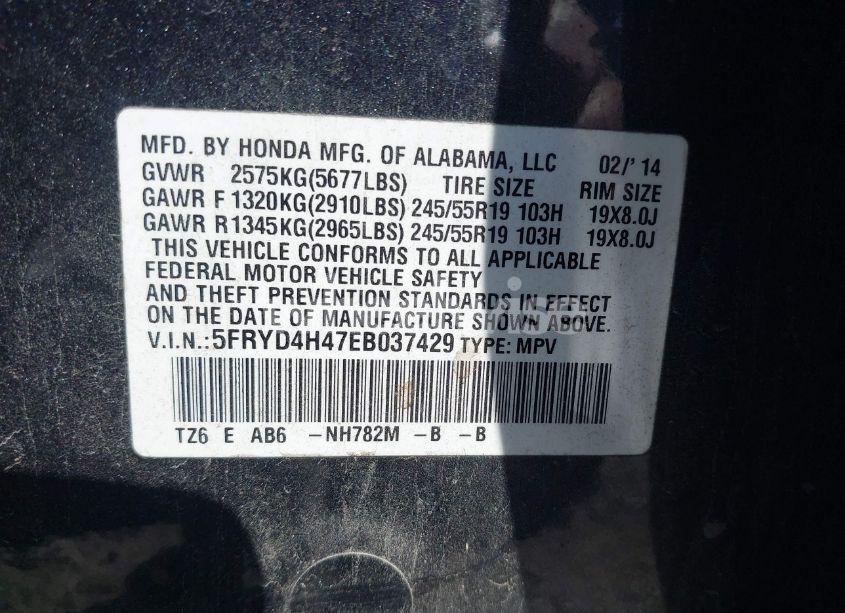 MFD. BY HONDA MFG. OF ALABAMA, LLC 02/' 14
GVWR 2575KG(5677LBS) TIRE SIZE RIM SIZE
GAWR F 1320KG(2910LBS) 245/55R19 103H 19X8.0J
GAWR R 1345KG(2965LBS) 245/55R19 103H 19X8.0J
THIS VEHICLE CONFORMS TO ALL APPLICABLE
FEDERAL MOTOR VEHICLE SAFETY
AND THEFT PREVENTION STANDARDS IN EFFECT
ON THE DATE OF MANUFACTURE SHOWN ABOVE.
V.I.N.: 5FRYD4H47EB037429 TYPE: MPV
TZ6 E AB6 -NH782M -B -B